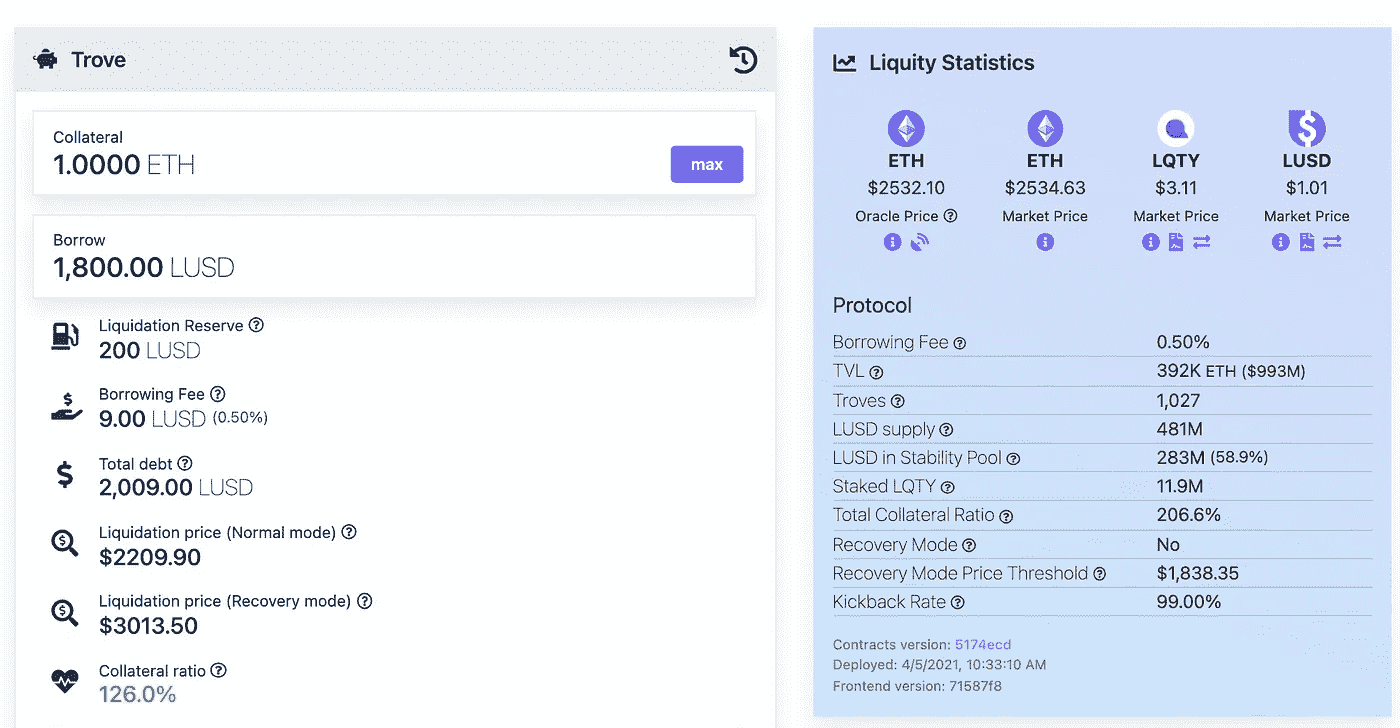 Trove
Collateral
1.0000 ETH
max
Borrow
1,800.00 LUSD
Liquidation Reserve
200 LUSD
Borrowing Fee
9.00 LUSD (0.50%)
Total debt
2,009.00 LUSD
Liquidation price (Normal mode)
$2209.90
Liquidation price (Recovery mode)
$3013.50
Collateral ratio
126.0%
Liquity Statistics
ETH ETH LQTY LUSD
$2532.10 $2534.63 $3.11 $1.01
Oracle Price Market Price Market Price Market Price
Protocol
Borrowing Fee 0.50%
TVL 392K ETH ($993M)
Troves 1,027
LUSD supply 481M
LUSD in Stability Pool 283M (58.9%)
Staked LQTY 11.9M
Total Collateral Ratio 206.6%
Recovery Mode No
Recovery Mode Price Threshold $1,838.35
Kickback Rate 99.00%
Contracts version: 5174ecd
Deployed: 4/5/2021, 10:33:10 AM
Frontend version: 71587f8